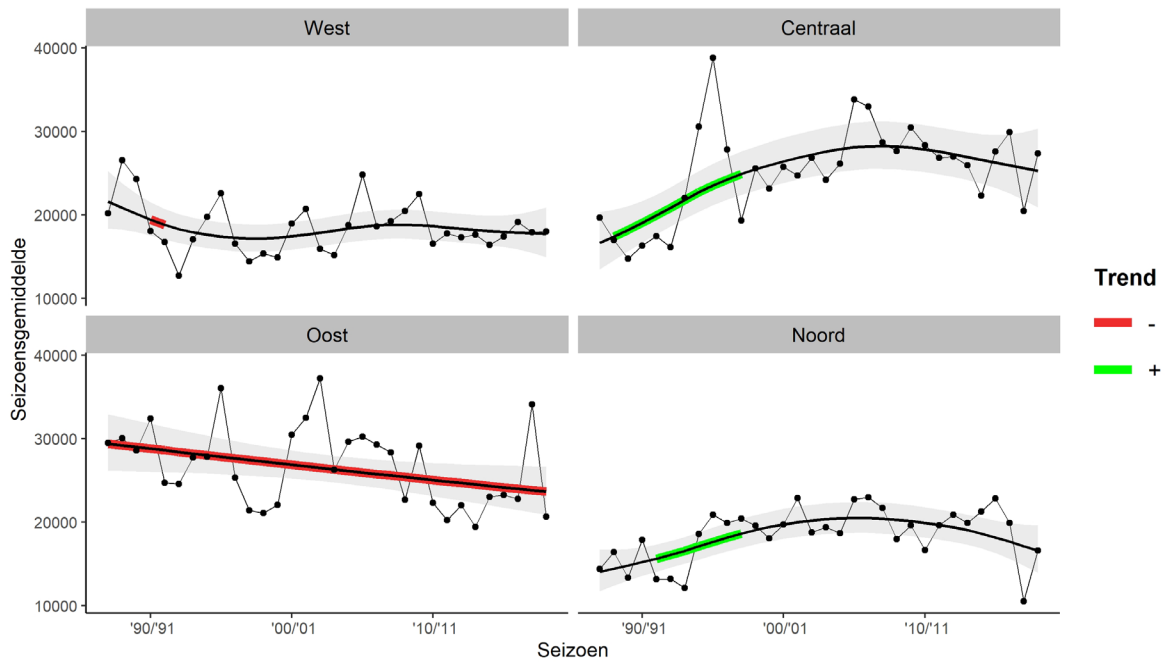 West
Centraal
40000
30000
20000
10000
Oost
Noord
40000
30000
20000
10000
Seizoensgemiddelde
'90/'91
'00/'01
'10/'11
'90/'91
'00/'01
'10/'11
Seizoen
Trend
-
+